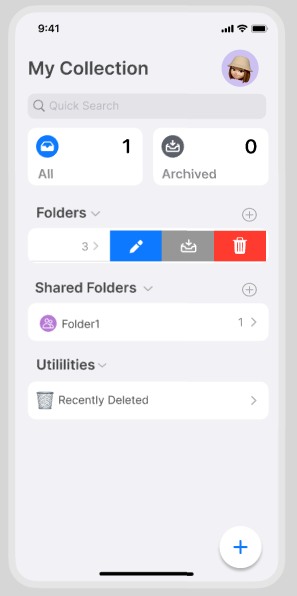 9:41
My Collection
Quick Search
1
0
All
Archived
Folders
3
Shared Folders
Folder1
1
Utililities
Recently Deleted